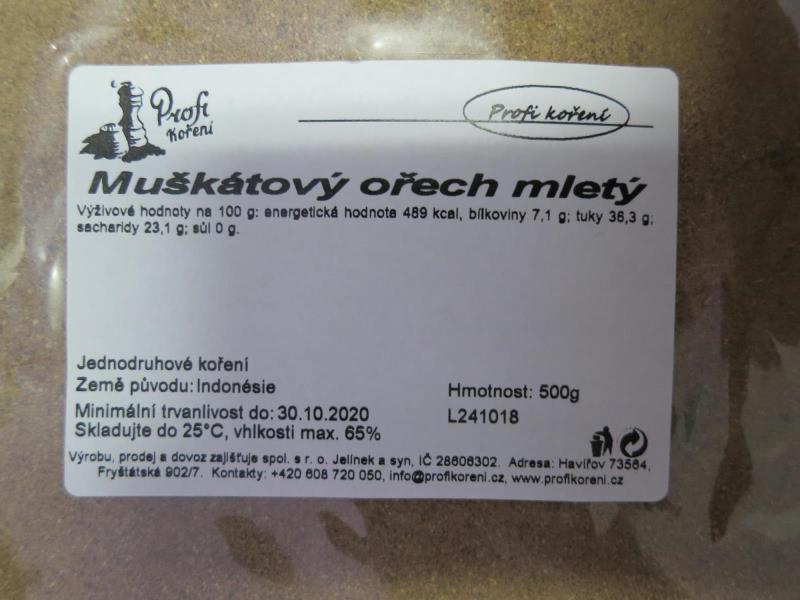 Profi
Koření
Profi koření
Muškátový ořech mletý
Výživové hodnoty na 100 g: energetická hodnota 489 kcal, bílkoviny 7,1 g; tuky 36,3 g;
sacharidy 23,1 g; sůl 0 g.
Jednodruhové koření
Země původu: Indonésie
Hmotnost: 500g
Minimální trvanlivost do: 30.10.2020
L241018
Skladujte do 25°C, vhlkosti max. 65%
Výrobu, prodej a dovoz zajišťuje spol. s r. o. Jelínek a syn, IČ 28606302. Adresa: Havířov 73564,
Fryštátská 902/7. Kontakty: +420 608 720 050, info@profikoreni.cz, www.profikoreni.cz